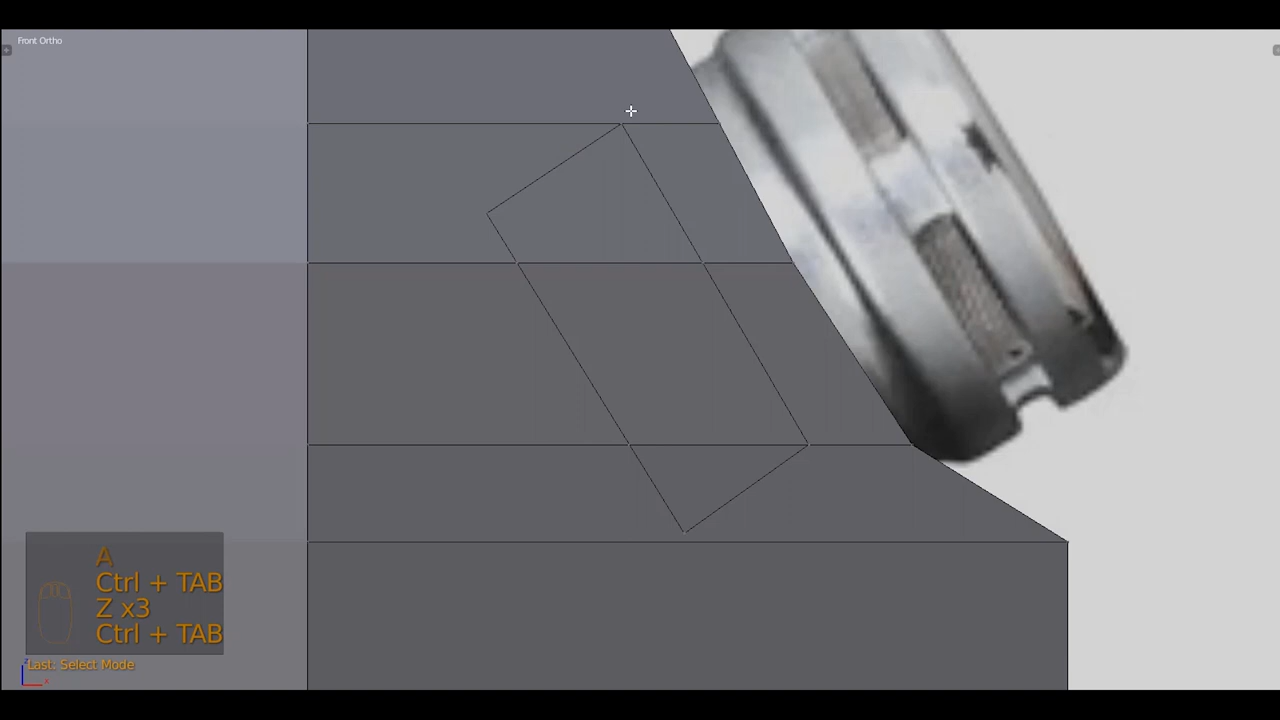 Front Ortho
A
Ctrl + TAB
Z x3
Ctrl + TAB
Last: Select Mode